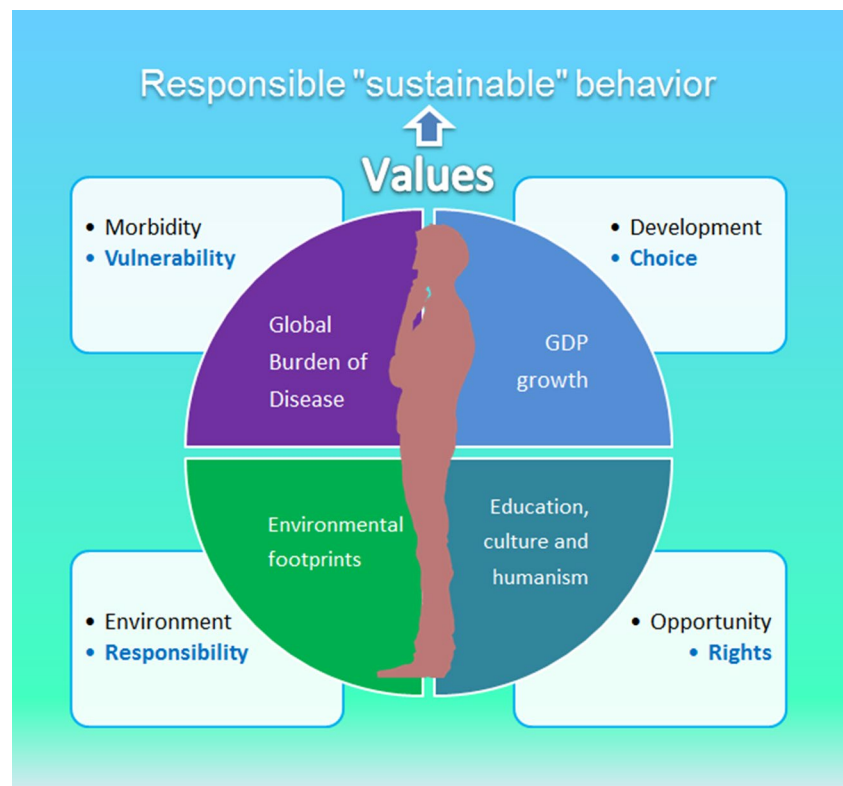 Responsible "sustainable" behavior
Values
• Morbidity
• Vulnerability
• Development
• Choice
Global
Burden of
Disease
GDP
growth
Environmental
footprints
Education,
culture and
humanism
• Environment
• Responsibility
• Opportunity
• Rights